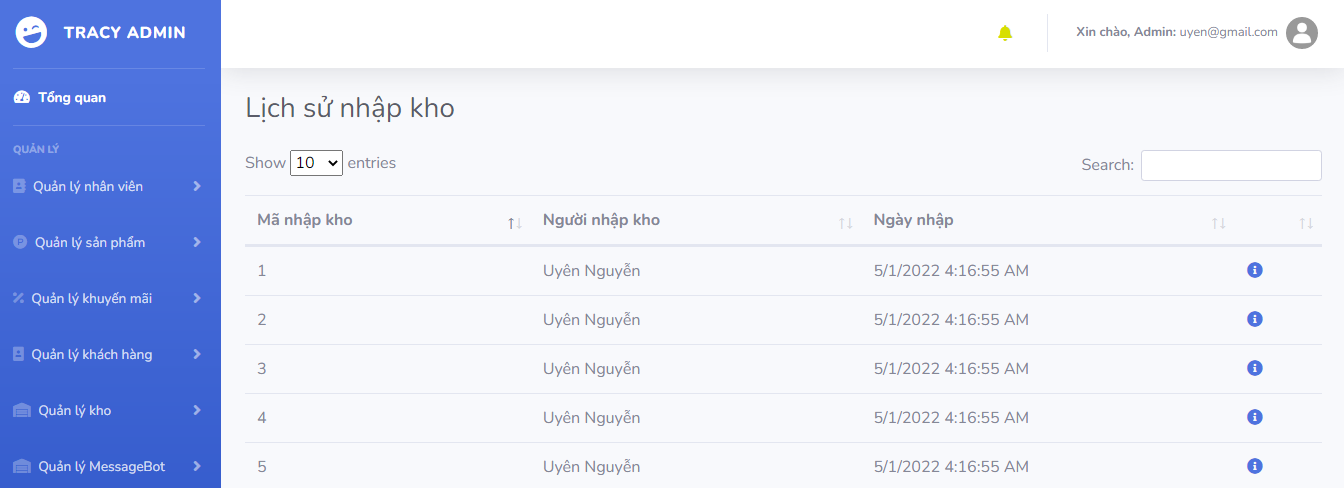 TRACY ADMIN
Xin chào, Admin: uyen@gmail.com
Tổng quan
QUẢN LÝ
Quản lý nhân viên
Quản lý sản phẩm
Quản lý khuyến mãi
Quản lý khách hàng
Quản lý kho
Quản lý MessageBot
Lịch sử nhập kho
Show 10 entries
Search:
Mã nhập kho Người nhập kho Ngày nhập
1 Uyên Nguyễn 5/1/2022 4:16:55 AM
2 Uyên Nguyễn 5/1/2022 4:16:55 AM
3 Uyên Nguyễn 5/1/2022 4:16:55 AM
4 Uyên Nguyễn 5/1/2022 4:16:55 AM
5 Uyên Nguyễn 5/1/2022 4:16:55 AM